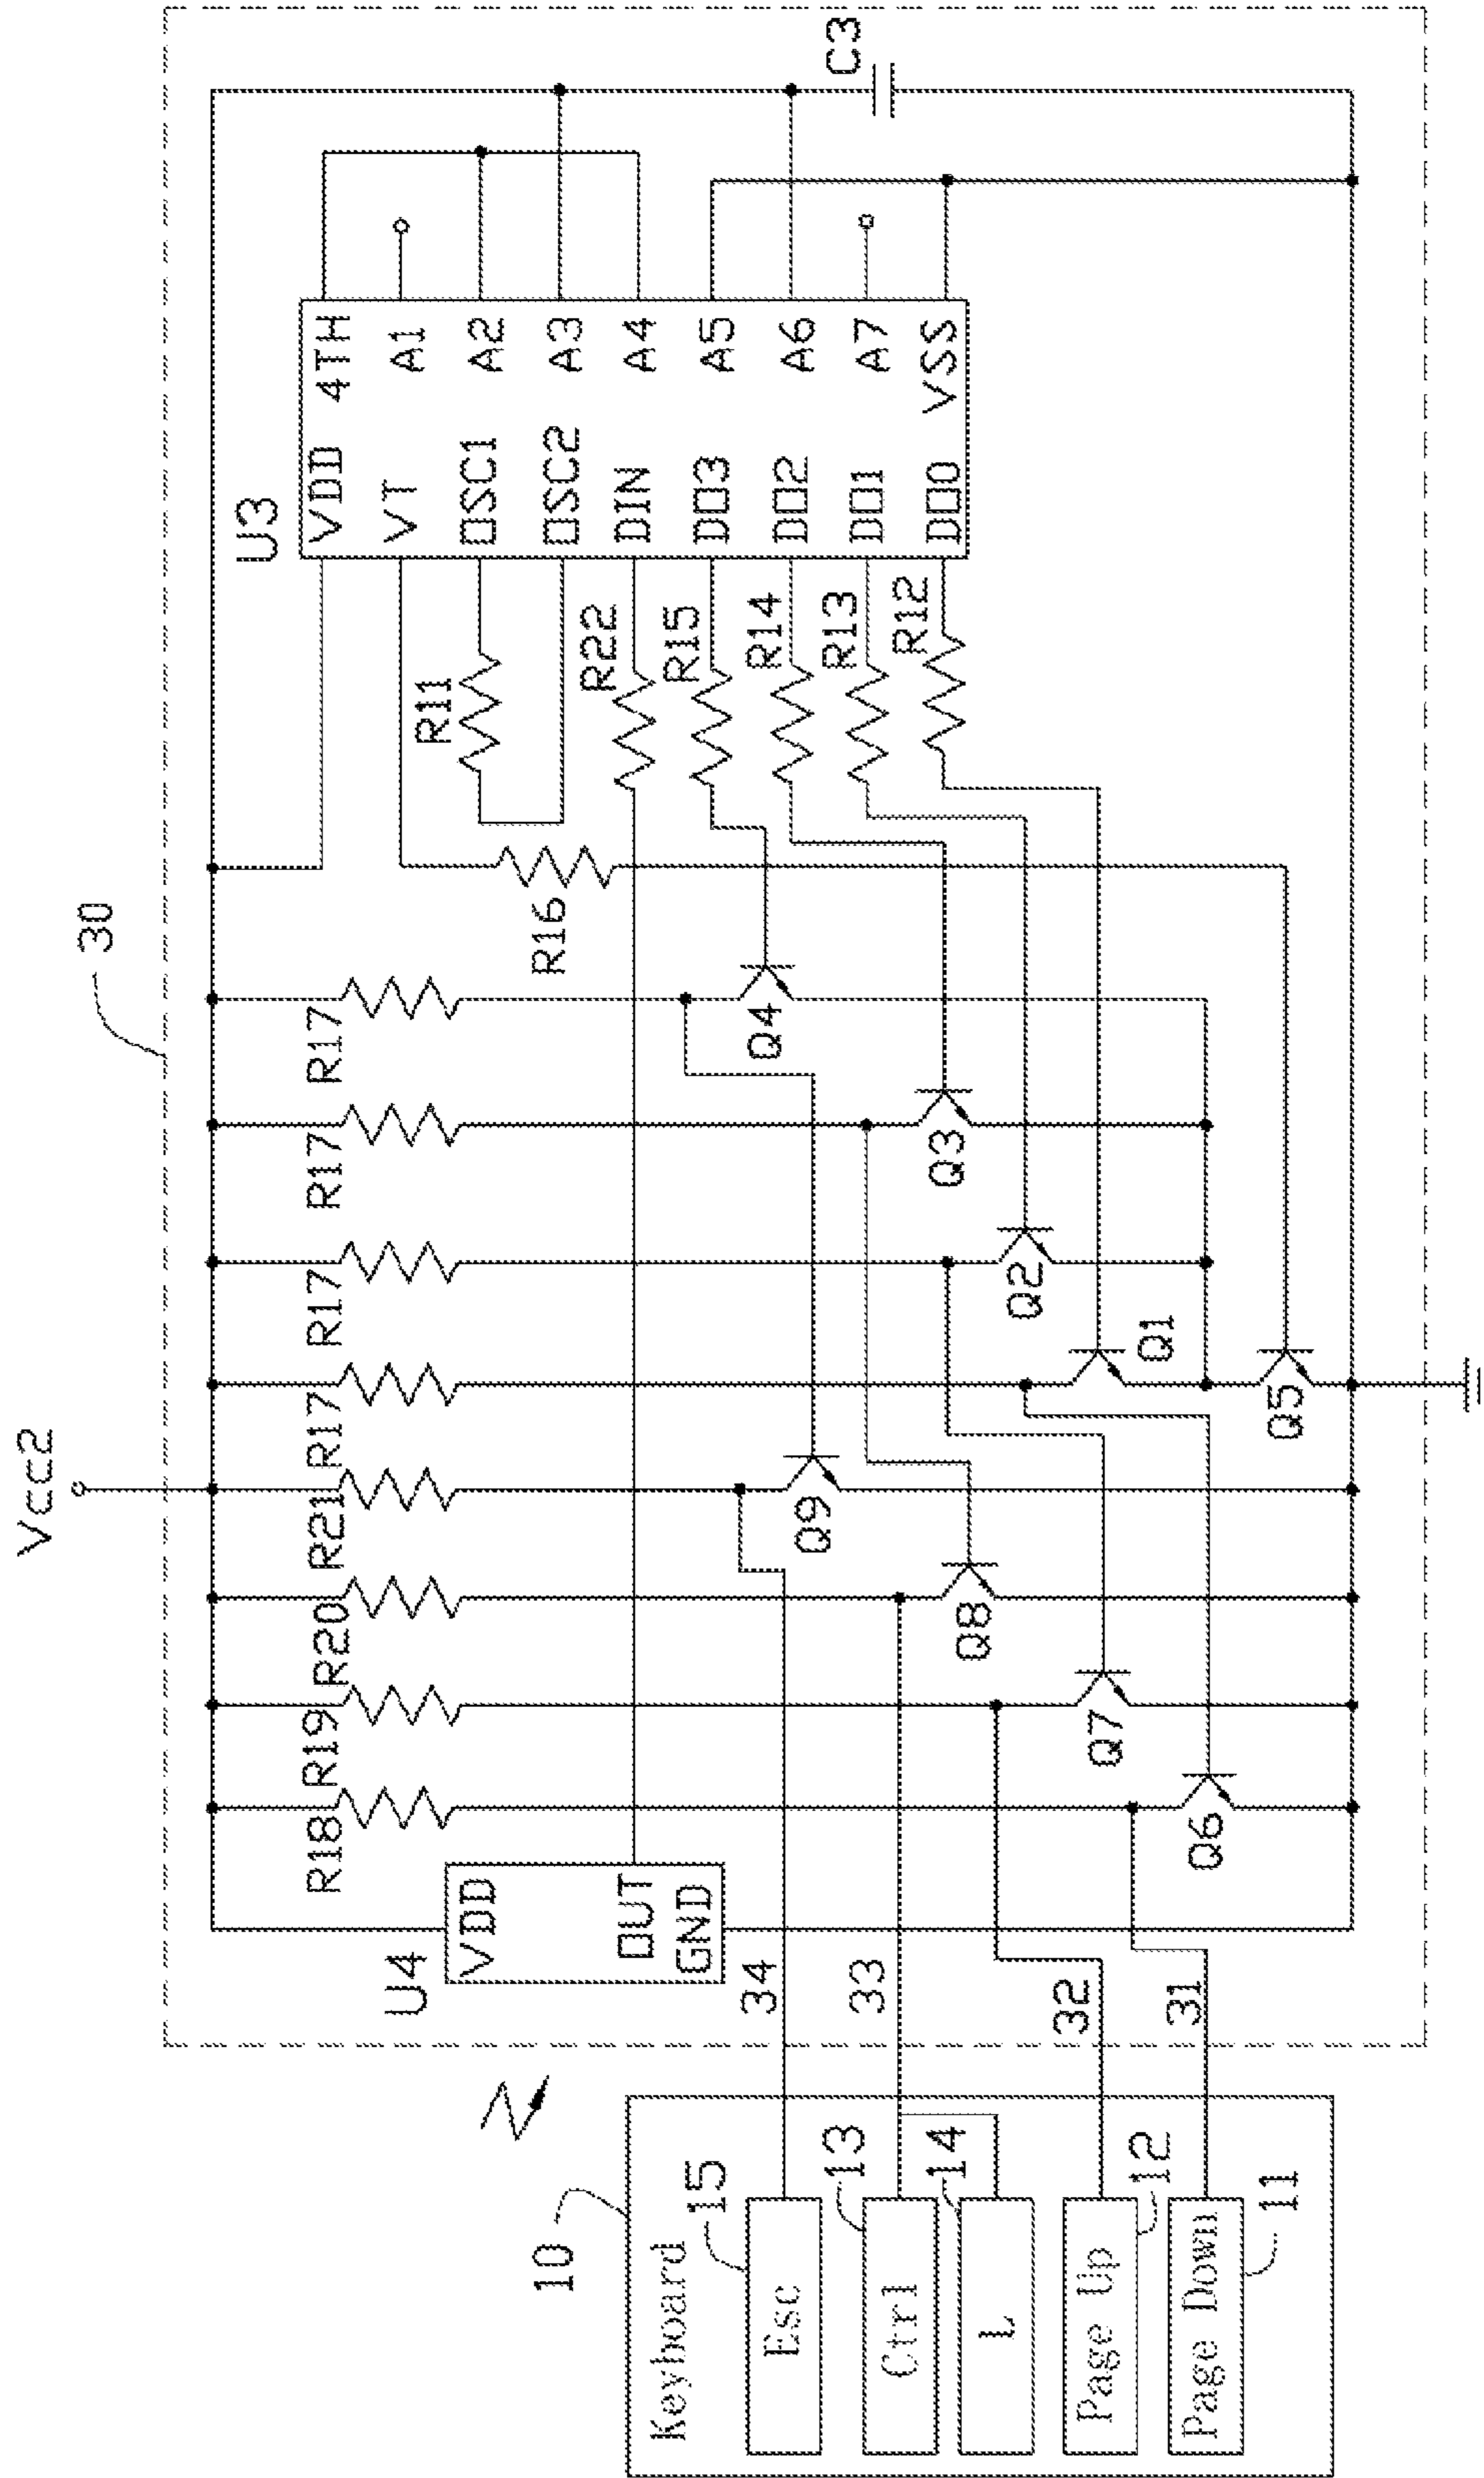 Vcc2
30
U4
VDD
OUT
GND
R18
R19
R20
R21
R17
R17
R17
R17
R16
R11
R22
R15
R14
R13
R12
U3
VDD
VT
OSC1
OSC2
DIN
DO3
DO2
DO1
DO0
4TH
A1
A2
A3
A4
A5
A6
A7
VSS
C3
Q4
Q3
Q2
Q1
Q5
Q9
Q8
Q7
Q6
34
33
32
31
10
Keyboard
15
Esc
13
Ctrl
14
L
12
Page Up
11
Page Down